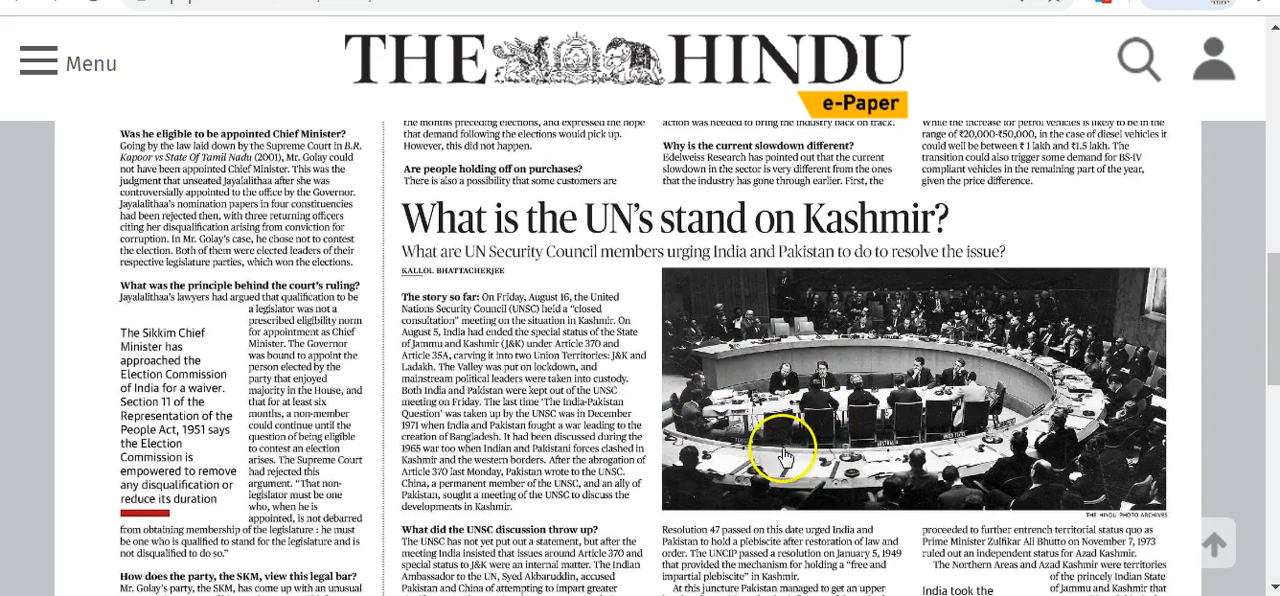 Menu
THE HINDU
e-Paper
Was he eligible to be appointed Chief Minister?
Going by the law laid down by the Supreme Court in B.R.
Kapoor vs State Of Tamil Nadu (2001), Mr. Golay could
not have been appointed Chief Minister. This was the
judgment that unseated Jayalalithaa after she was
controversially appointed to the office by the Governor.
Jayalalithaa's nomination papers in four constituencies
had been rejected then, with three returning officers
citing her disqualification arising from conviction for
corruption. In Mr. Golay's case, he chose not to contest
the election. Both of them were elected leaders of their
respective legislature parties, which won the elections.
What was the principle behind the court's ruling?
Jayalalithaa's lawyers had argued that qualification to be
a legislator was not a
prescribed eligibility norm
for appointment as Chief
Minister. The Governor
was bound to appoint the
person elected by the
party that enjoyed
majority in the House, and
that for at least six
months, a non-member
could continue until the
question of being eligible
to contest an election
arises. The Supreme Court
had rejected this
argument. "That non-
legislator must be one
who, when he is
appointed, is not debarred
from obtaining membership of the legislature : he must
be one who is qualified to stand for the legislature and is
not disqualified to do so."
The Sikkim Chief
Minister has
approached the
Election Commission
of India for a waiver.
Section 11 of the
Representation of the
People Act, 1951 says
the Election
Commission is
empowered to remove
any disqualification or
reduce its duration
How does the party, the SKM, view this legal bar?
Mr. Golay's party, the SKM, has come up with an unusual
the months preceding elections, and expressed the hope
that demand following the elections would pick up.
However, this did not happen.
Are people holding off on purchases?
There is also a possibility that some customers are
action was needed to bring the industry back on track.
Why is the current slowdown different?
Edelweiss Research has pointed out that the current
slowdown in the sector is very different from the ones
that the industry has gone through earlier. First, the
While the increase for petrol vehicles is likely to be in the
range of ₹20,000-₹50,000, in the case of diesel vehicles it
could well be between ₹1 lakh and ₹1.5 lakh. The
transition could also trigger some demand for BS-IV
compliant vehicles in the remaining part of the year,
given the price difference.
What is the UN's stand on Kashmir?
What are UN Security Council members urging India and Pakistan to do to resolve the issue?
KALLOL BHATTACHERJEE
The story so far: On Friday, August 16, the United
Nations Security Council (UNSC) held a "closed
consultation" meeting on the situation in Kashmir. On
August 5, India had ended the special status of the State
of Jammu and Kashmir (J&K) under Article 370 and
Article 35A, carving it into two Union Territories: J&K and
Ladakh. The Valley was put on lockdown, and
mainstream political leaders were taken into custody.
Both India and Pakistan were kept out of the UNSC
meeting on Friday. The last time 'The India-Pakistan
Question' was taken up by the UNSC was in December
1971 when India and Pakistan fought a war leading to the
creation of Bangladesh. It had been discussed during the
1965 war too when Indian and Pakistani forces clashed in
Kashmir and the western borders. After the abrogation of
Article 370 last Monday, Pakistan wrote to the UNSC.
China, a permanent member of the UNSC, and an ally of
Pakistan, sought a meeting of the UNSC to discuss the
developments in Kashmir.
What did the UNSC discussion throw up?
The UNSC has not yet put out a statement, but after the
meeting India insisted that issues around Article 370 and
special status to J&K were an internal matter. The Indian
Ambassador to the UN, Syed Akbaruddin, accused
Pakistan and China of attempting to impart greater
THE HINDU PHOTO ARCHIVES
Resolution 47 passed on this date urged India and
Pakistan to hold a plebiscite after restoration of law and
order. The UNCIP passed a resolution on January 5, 1949
that provided the mechanism for holding a "free and
impartial plebiscite" in Kashmir.
At this juncture Pakistan managed to get an upper
proceeded to further entrench territorial status quo as
Prime Minister Zulfikar Ali Bhutto on November 7, 1973
ruled out an independent status for Azad Kashmir.
The Northern Areas and Azad Kashmir were territories
of the princely Indian State
of Jammu and Kashmir that
India took the